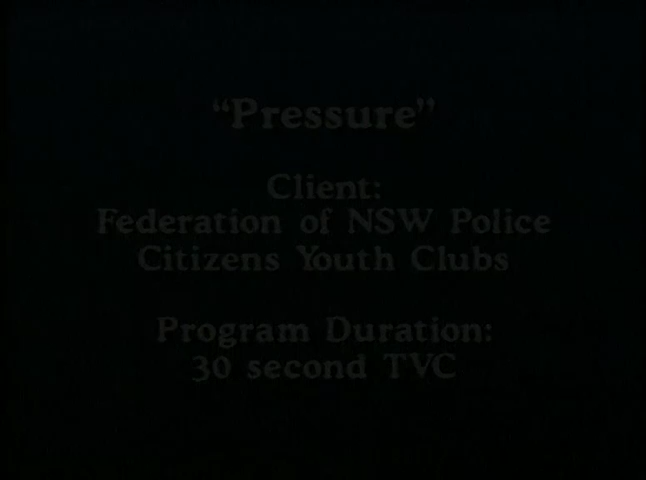 “Pressure”
Client:
Federation of NSW Police
Citizens Youth Clubs
Program Duration:
30 second TVC